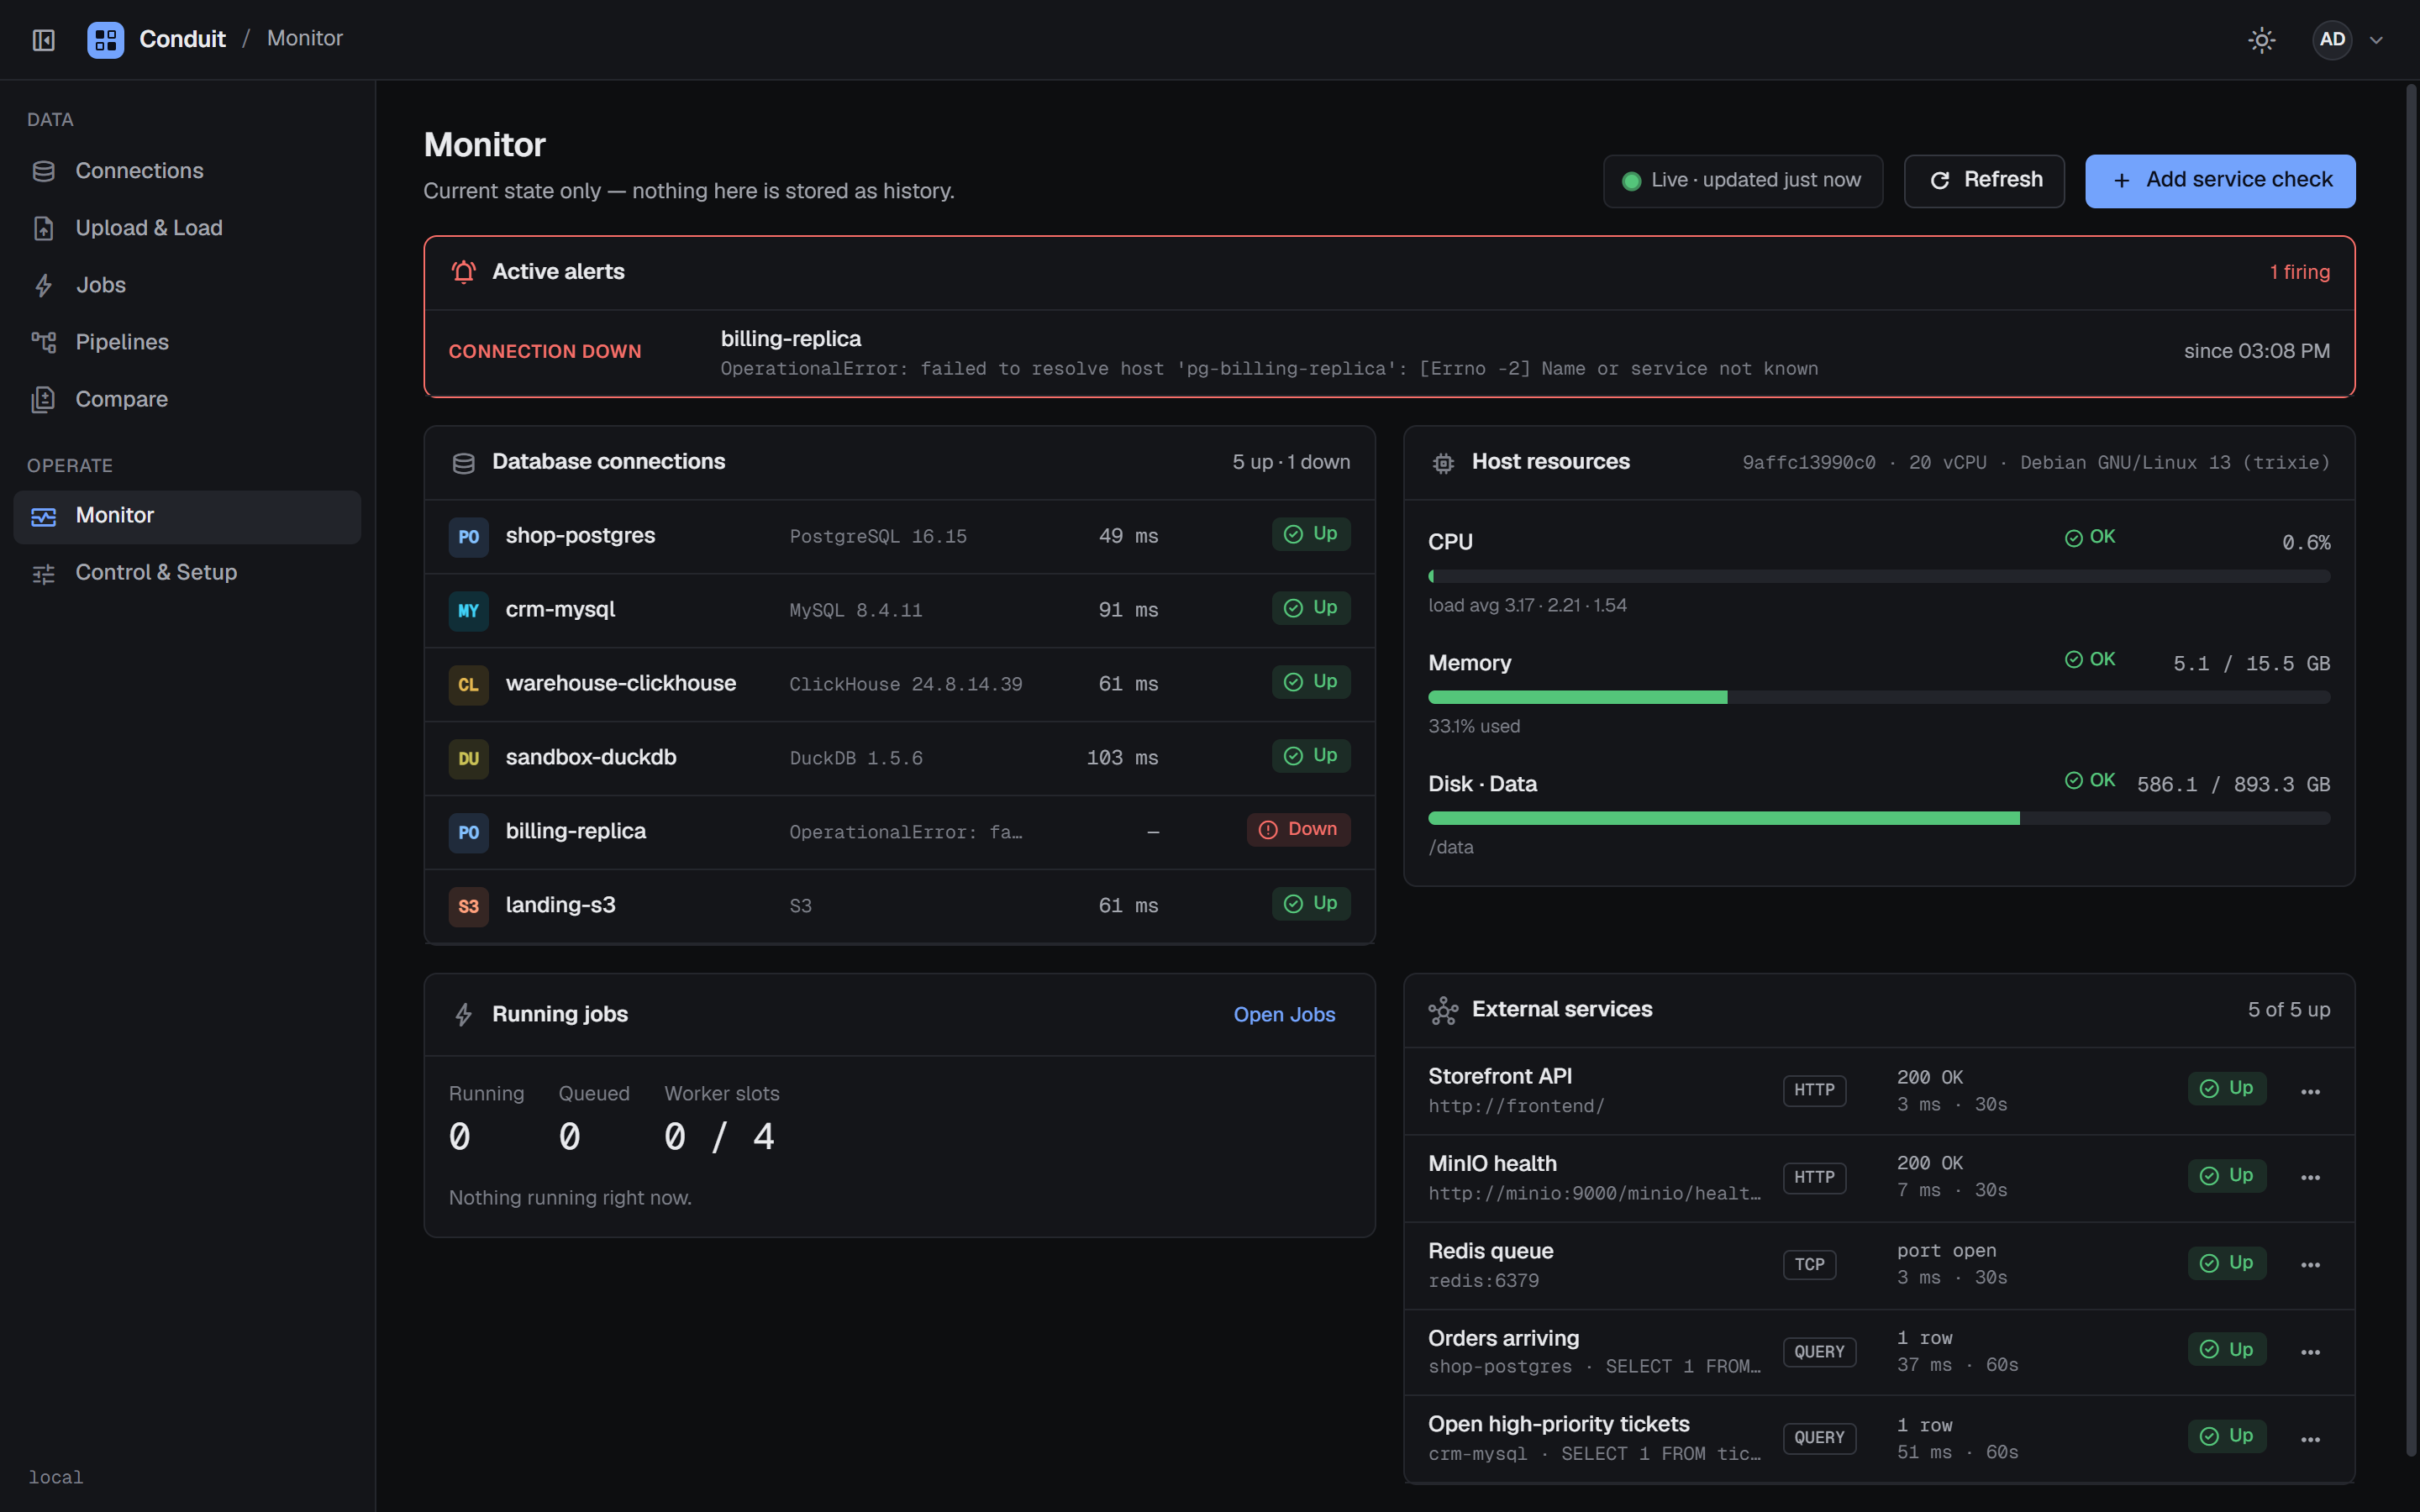 Conduit / Monitor
AD
DATA
Connections
Upload & Load
Jobs
Pipelines
Compare
OPERATE
Monitor
Control & Setup
local
Monitor
Current state only — nothing here is stored as history.
Live · updated just now
Refresh
+ Add service check
Active alerts
1 firing
CONNECTION DOWN
billing-replica
OperationalError: failed to resolve host 'pg-billing-replica': [Errno -2] Name or service not known
since 03:08 PM
Database connections
5 up · 1 down
PO shop-postgres PostgreSQL 16.15 49 ms Up
MY crm-mysql MySQL 8.4.11 91 ms Up
CL warehouse-clickhouse ClickHouse 24.8.14.39 61 ms Up
DU sandbox-duckdb DuckDB 1.5.6 103 ms Up
PO billing-replica OperationalError: fa… — Down
S3 landing-s3 S3 61 ms Up
Host resources
9affc13990c0 · 20 vCPU · Debian GNU/Linux 13 (trixie)
CPU OK 0.6%
load avg 3.17 · 2.21 · 1.54
Memory OK 5.1 / 15.5 GB
33.1% used
Disk · Data OK 586.1 / 893.3 GB
/data
Running jobs
Open Jobs
Running Queued Worker slots
0 0 0 / 4
Nothing running right now.
External services
5 of 5 up
Storefront API
http://frontend/
HTTP
200 OK
3 ms · 30s
Up
MinIO health
http://minio:9000/minio/healt…
HTTP
200 OK
7 ms · 30s
Up
Redis queue
redis:6379
TCP
port open
3 ms · 30s
Up
Orders arriving
shop-postgres · SELECT 1 FROM…
QUERY
1 row
37 ms · 60s
Up
Open high-priority tickets
crm-mysql · SELECT 1 FROM tic…
QUERY
1 row
51 ms · 60s
Up